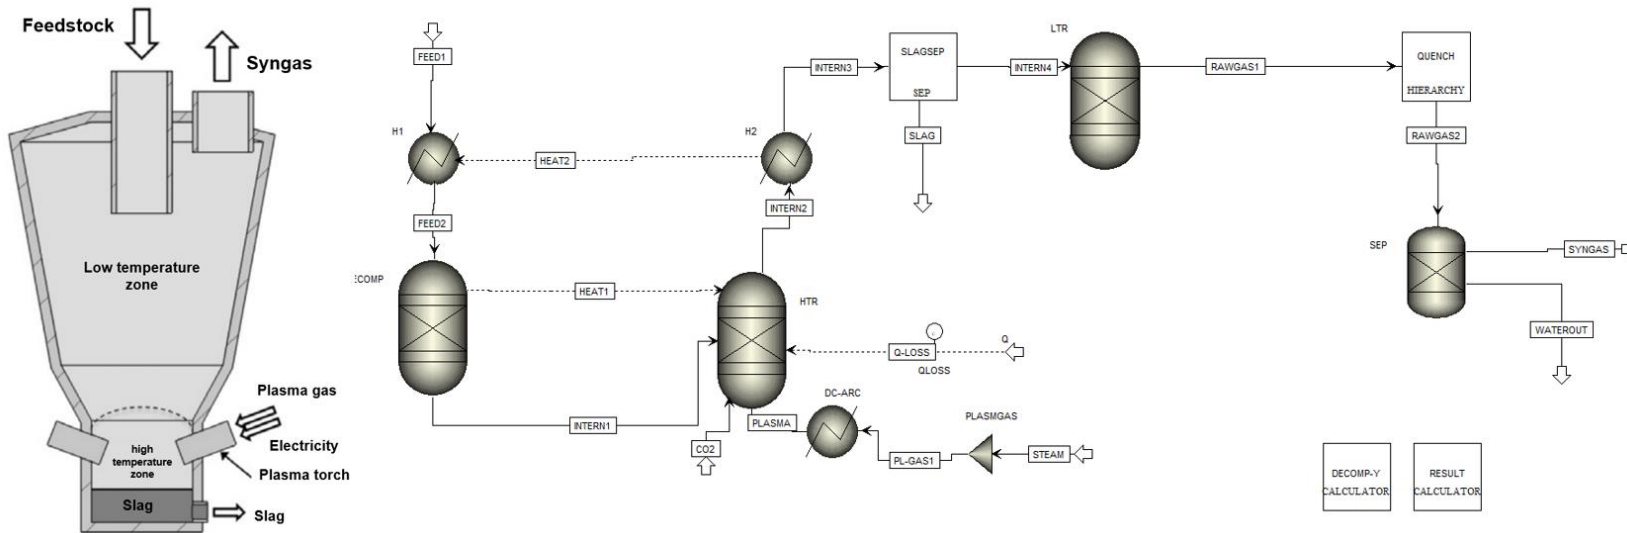 Feedstock
Syngas
Low temperature
zone
Plasma gas
Electricity
high
temperature
zone
Plasma torch
Slag
Slag
FEED1
H1
HEAT2
H2
FEED2
ECOMP
HEAT1
INTERN1
INTERN2
INTERN3
SLAGSEP
SEP
SLAG
INTERN4
LTR
RAWGAS1
QUENCH
HIERARCHY
RAWGAS2
SEP
SYNGAS
WATEROUT
HTR
Q-LOSS
QLOSS
Q
DC-ARC
PLASMA
CO2
PL-GAS1
PLASMGAS
STEAM
DECOMP-Y
CALCULATOR
RESULT
CALCULATOR